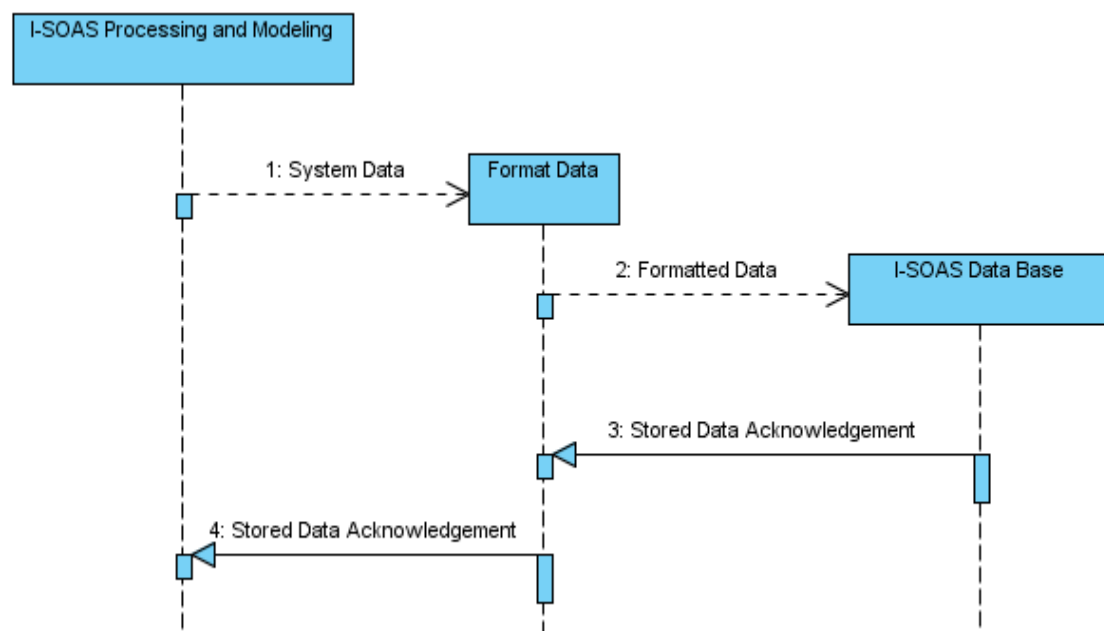 I-SOAS Processing and Modeling
1: System Data
Format Data
2: Formatted Data
I-SOAS Data Base
3: Stored Data Acknowledgement
4: Stored Data Acknowledgement